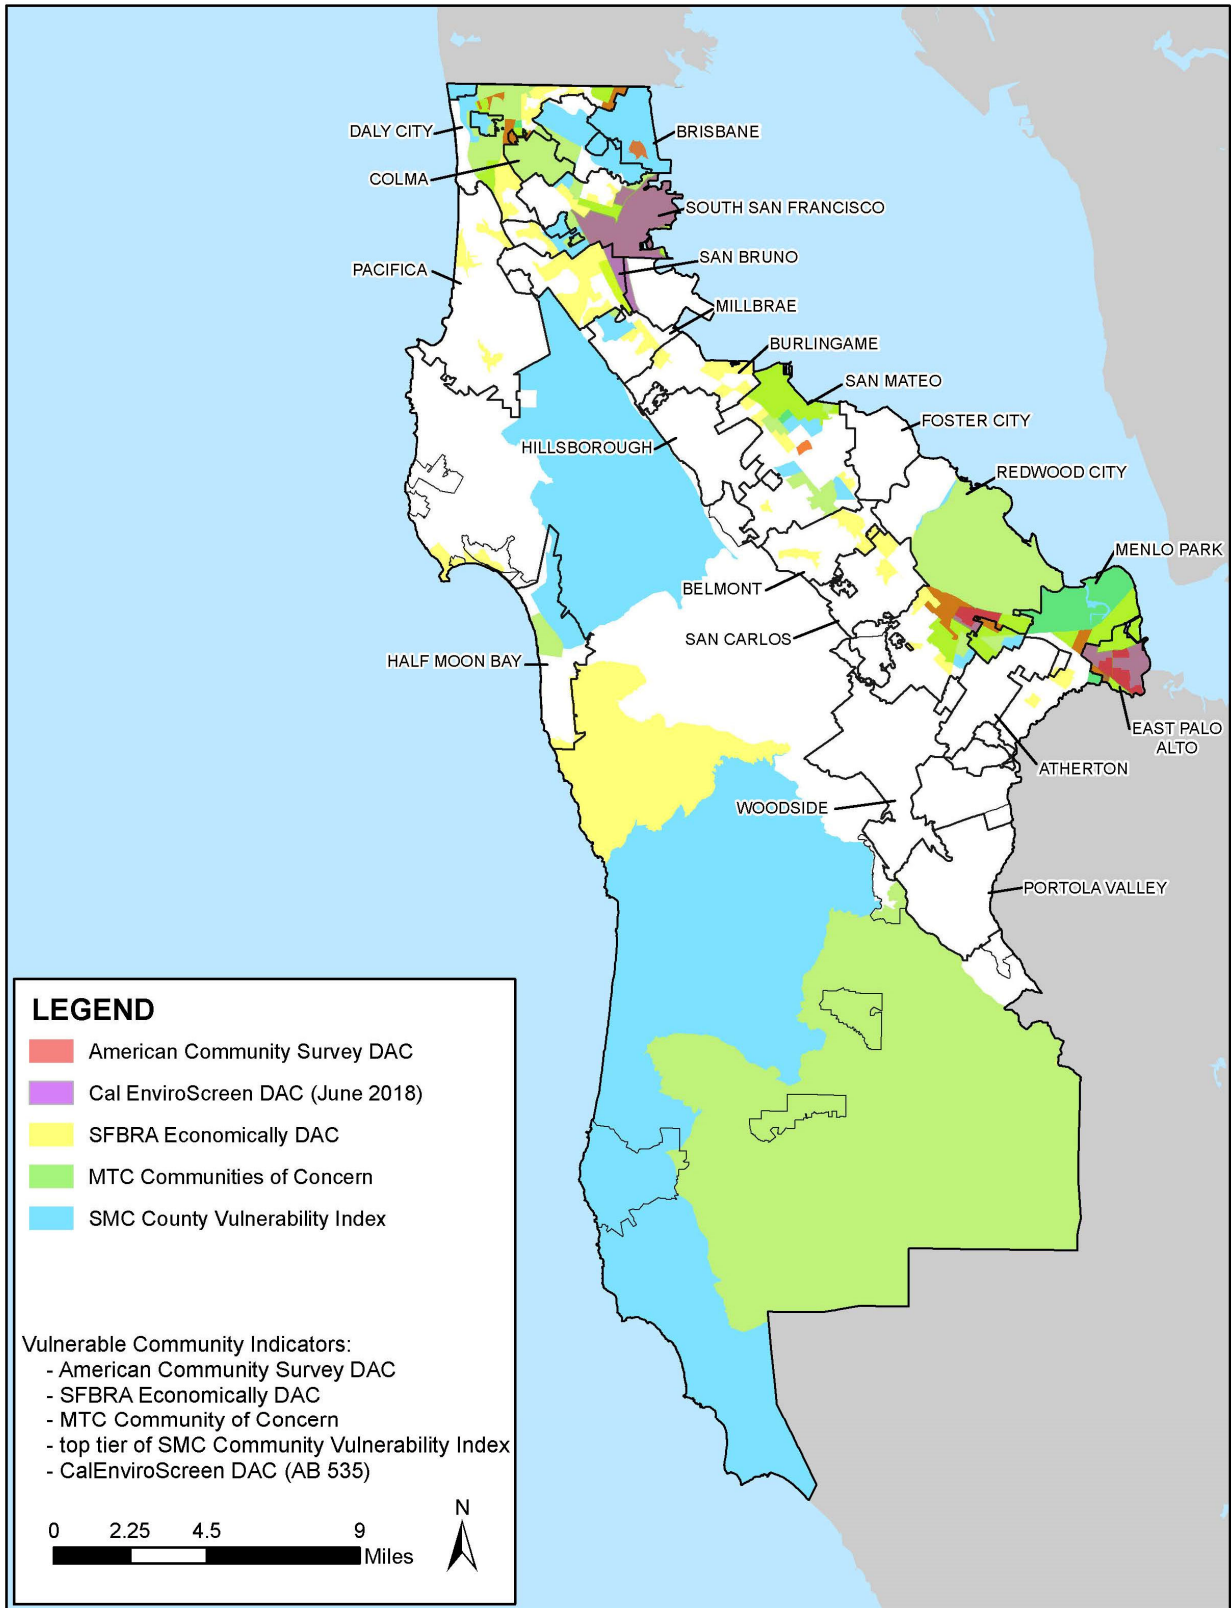 DALY CITY
BRISBANE
COLMA
SOUTH SAN FRANCISCO
SAN BRUNO
PACIFICA
MILLBRAE
BURLINGAME
SAN MATEO
FOSTER CITY
HILLSBOROUGH
REDWOOD CITY
MENLO PARK
BELMONT
SAN CARLOS
HALF MOON BAY
EAST PALO
ALTO
ATHERTON
WOODSIDE
PORTOLA VALLEY
LEGEND
American Community Survey DAC
Cal EnviroScreen DAC (June 2018)
SFBRA Economically DAC
MTC Communities of Concern
SMC County Vulnerability Index
Vulnerable Community Indicators:
- American Community Survey DAC
- SFBRA Economically DAC
- MTC Community of Concern
- top tier of SMC Community Vulnerability Index
- CalEnviroScreen DAC (AB 535)
N
0 2.25 4.5 9
Miles